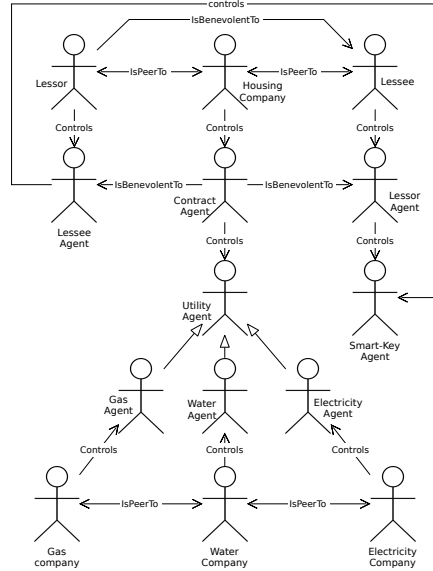 controls
IsBenevolentTo
Lessor
IsPeerTo
Housing
Company
IsPeerTo
Lessee
Controls
Controls
Controls
Lessee
Agent
IsBenevolentTo
Contract
Agent
IsBenevolentTo
Lessor
Agent
Controls
Controls
Utility
Agent
Smart-Key
Agent
Gas
Agent
Water
Agent
Electricity
Agent
Controls
Controls
Controls
Gas
company
IsPeerTo
Water
Company
IsPeerTo
Electricity
Company